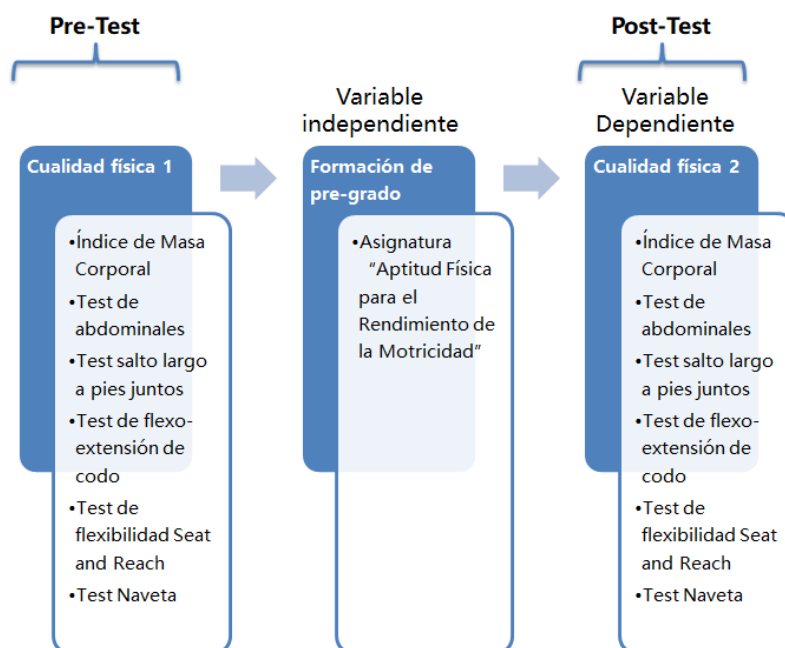 Pre-Test
Cualidad física 1
•Índice de Masa
Corporal
•Test de
abdominales
•Test salto largo
a pies juntos
•Test de flexo-
extensión de
codo
•Test de
flexibilidad Seat
and Reach
•Test Naveta
Variable
independiente
Formación de
pre-grado
•Asignatura
“Aptitud Física
para el
Rendimiento de
la Motricidad”
Post-Test
Variable
Dependiente
Cualidad física 2
•Índice de Masa
Corporal
•Test de
abdominales
•Test salto largo
a pies juntos
•Test de flexo-
extensión de
codo
•Test de
flexibilidad Seat
and Reach
•Test Naveta